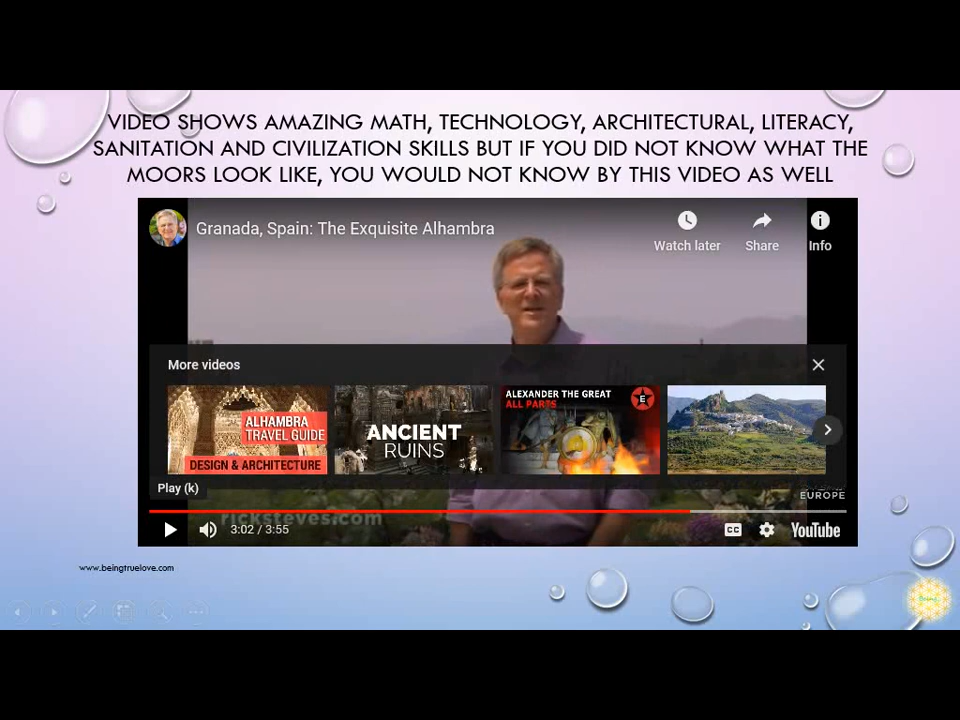 VIDEO SHOWS AMAZING MATH, TECHNOLOGY, ARCHITECTURAL, LITERACY,
SANITATION AND CIVILIZATION SKILLS BUT IF YOU DID NOT KNOW WHAT THE
MOORS LOOK LIKE, YOU WOULD NOT KNOW BY THIS VIDEO AS WELL
Granada, Spain: The Exquisite Alhambra
Watch later
Share
Info
More videos
ALHAMBRA
TRAVEL GUIDE
DESIGN & ARCHITECTURE
ANCIENT
RUINS
ALEXANDER THE GREAT
ALL PARTS
E
Play (k)
EUROPE
ricksteves.com
3:02 / 3:55
CC
YouTube
www.beingtruelove.com